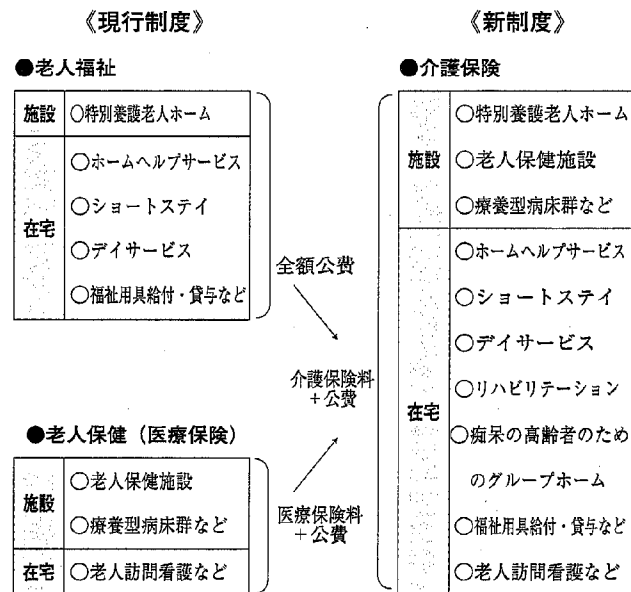 《現行制度》
●老人福祉
施設
○特別養護老人ホーム
在宅
○ホームヘルプサービス
○ショートステイ
○デイサービス
○福祉用具給付・貸与など
全額公費
介護保険料
＋公費
●老人保健（医療保険）
施設
○老人保健施設
○療養型病床群など
在宅
○老人訪問看護など
医療保険料
＋公費
《新制度》
●介護保険
施設
○特別養護老人ホーム
○老人保健施設
○療養型病床群など
在宅
○ホームヘルプサービス
○ショートステイ
○デイサービス
○リハビリテーション
○痴呆の高齢者のため
のグループホーム
○福祉用具給付・貸与など
○老人訪問看護など